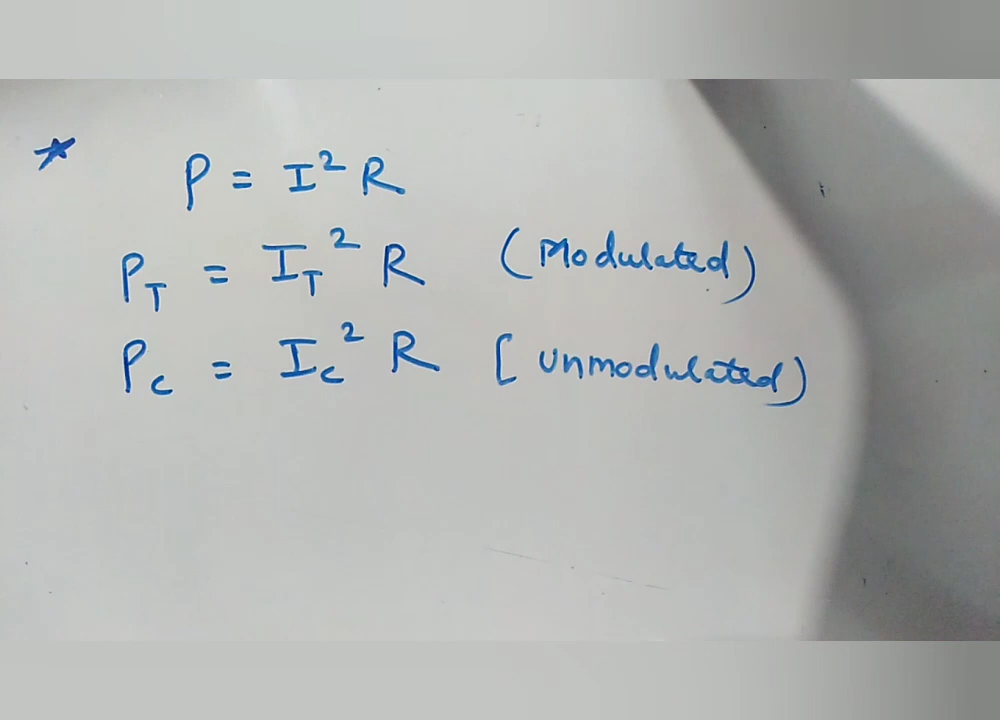 ★ P = I² R
P_T = I_T² R (Modulated)
P_C = I_C² R [unmodulated)